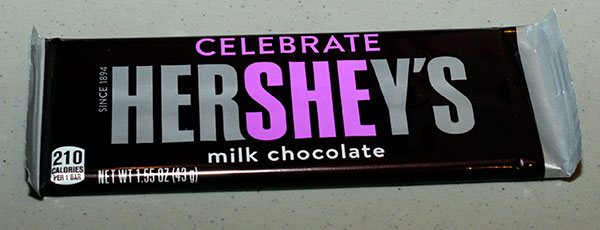 CELEBRATE
SINCE 1894
HERSHEY'S
milk chocolate
210
CALORIES
PER 1 BAR
NET WT 1.55 OZ (43 g)